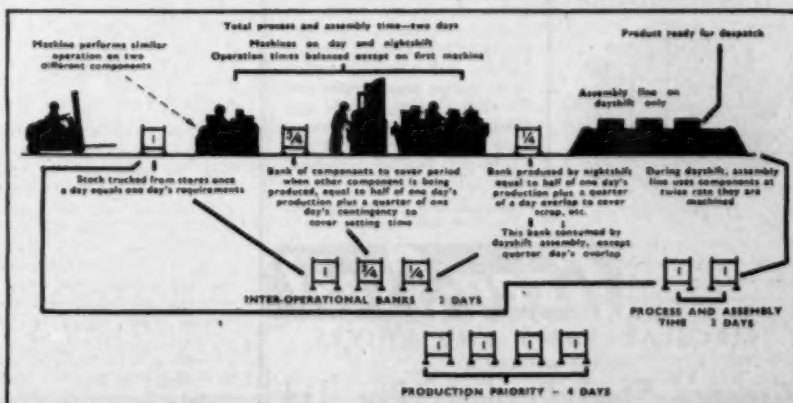 Total process and assembly time—two days
Machine performs similar
operation on two
different components
Machines on day and nightshift
Operation times balanced except on first machine
Product ready for despatch
Assembly line on
dayshift only
1
3/4
1/4
Stock trucked from stores once
a day equals one day's requirements
Bank of components to cover period
when other component is being
produced, equal to half of one day's
production plus a quarter of one
day's contingency to
cover setting time
Bank produced by nightshift
equal to half of one day's
production plus a quarter
of a day overlap to cover
scrap, etc.
This bank consumed by
dayshift assembly, except
quarter day's overlap
During dayshift, assembly
line uses components at
twice rate they are
machined
1
3/4
1/4
INTER-OPERATIONAL BANKS 2 DAYS
1
1
PROCESS AND ASSEMBLY
TIME 2 DAYS
1
1
1
1
PRODUCTION PRIORITY - 4 DAYS